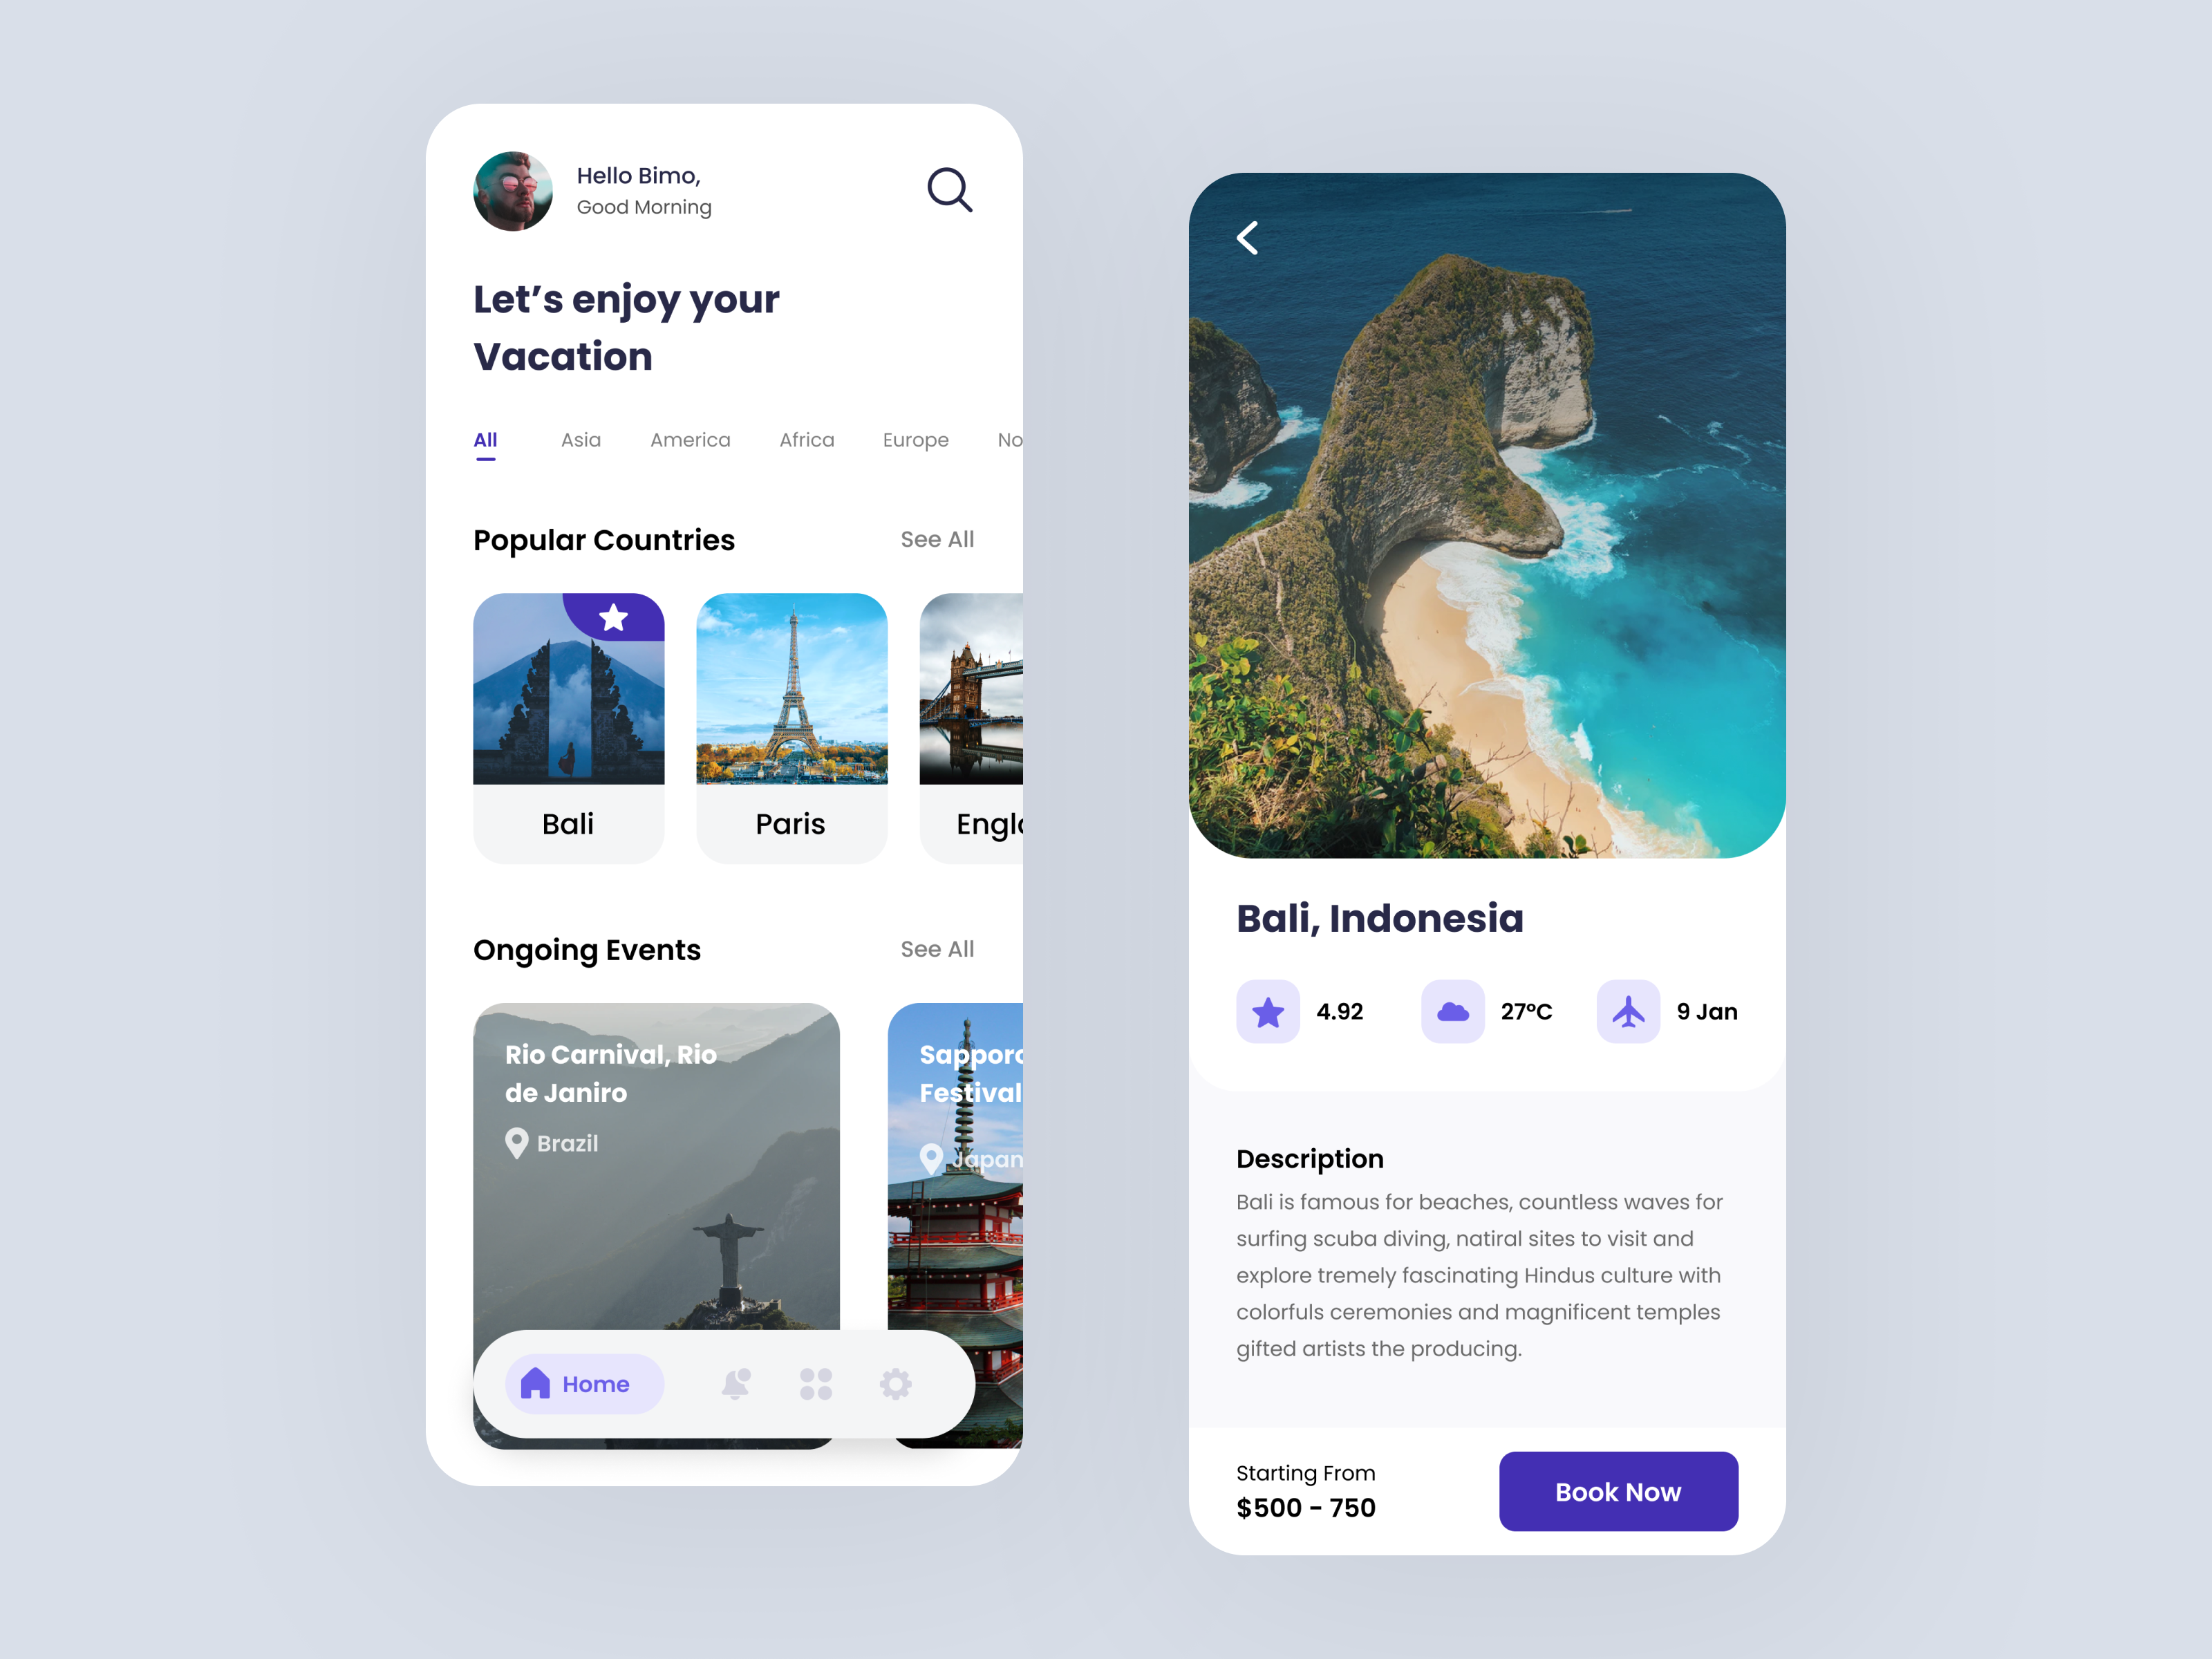 Hello Bimo,
Good Morning
Let’s enjoy your
Vacation
All Asia America Africa Europe No
Popular Countries See All
Bali Paris Engla
Ongoing Events See All
Rio Carnival, Rio
de Janiro
Brazil
Sapporo
Festival
Japan
Home
Bali, Indonesia
4.92 27°C 9 Jan
Description
Bali is famous for beaches, countless waves for
surfing scuba diving, natiral sites to visit and
explore tremely fascinating Hindus culture with
colorfuls ceremonies and magnificent temples
gifted artists the producing.
Starting From
$500 - 750
Book Now